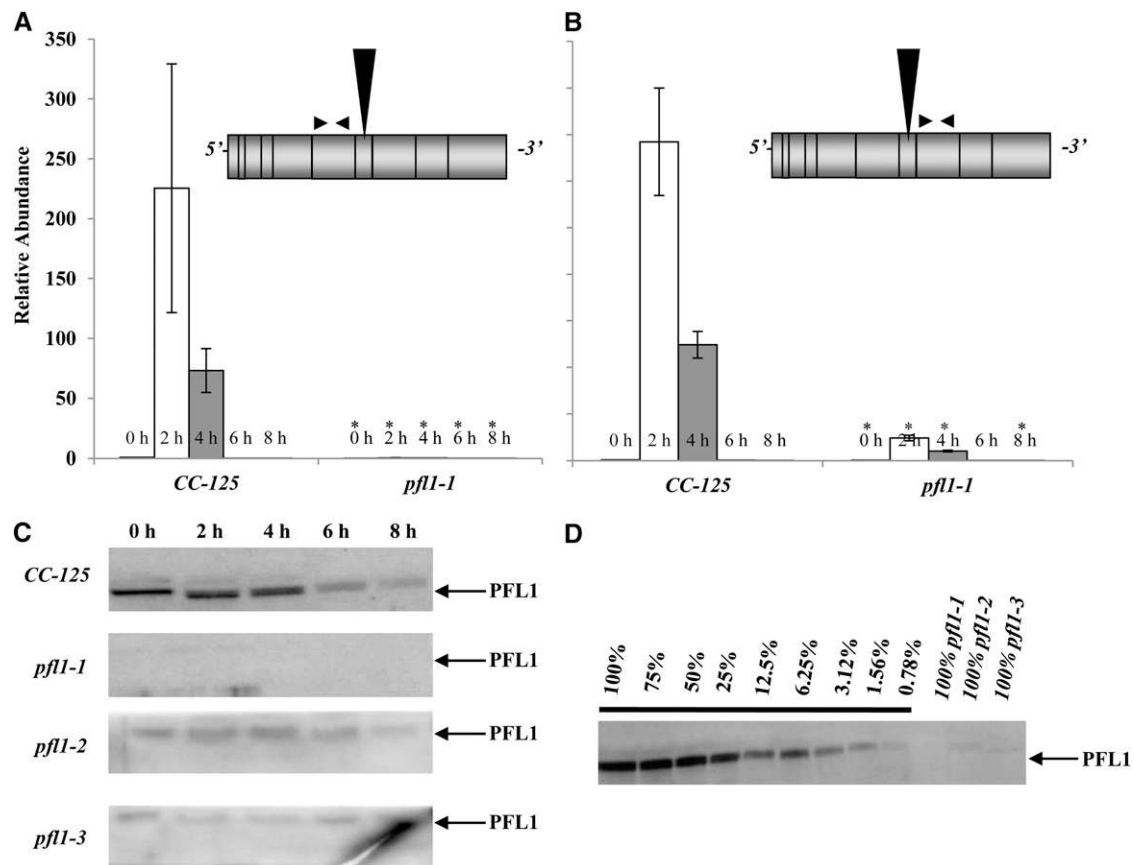 A
B
350
300
250
200
150
100
50
0
Relative Abundance
5’-
-3’
5’-
-3’
* * * * *
0 h 2 h 4 h 6 h 8 h 0 h 2 h 4 h 6 h 8 h
CC-125 pfl1-1
* * * *
0 h 2 h 4 h 6 h 8 h 0 h 2 h 4 h 6 h 8 h
CC-125 pfl1-1
C
0 h 2 h 4 h 6 h 8 h
CC-125
PFL1
pfl1-1
PFL1
pfl1-2
PFL1
pfl1-3
PFL1
D
100%
75%
50%
25%
12.5%
6.25%
3.12%
1.56%
0.78%
100% pfl1-1
100% pfl1-2
100% pfl1-3
PFL1